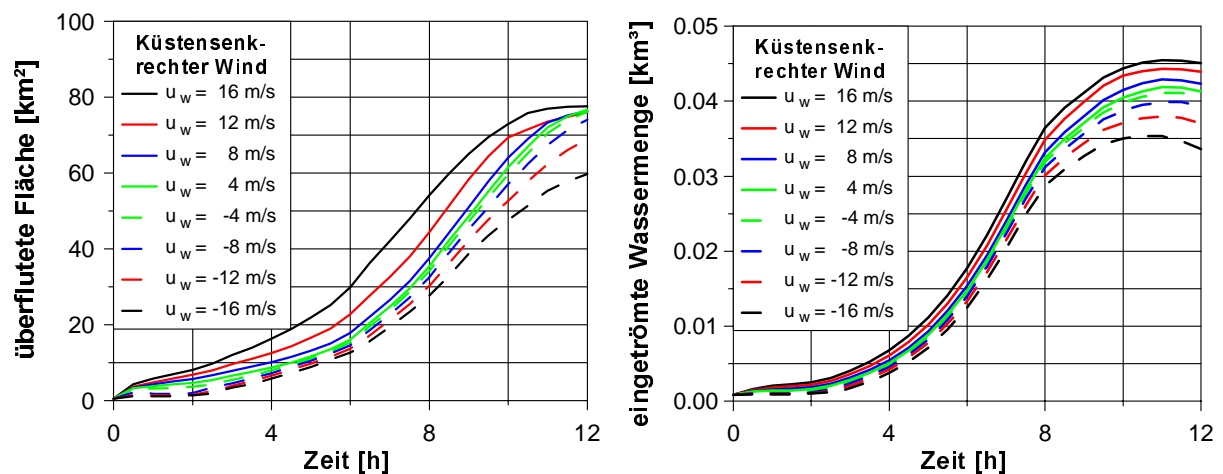 überflutete Fläche [km²]
100
80
60
40
20
0
Küstensenk-
rechter Wind
u w = 16 m/s
u w = 12 m/s
u w = 8 m/s
u w = 4 m/s
u w = -4 m/s
u w = -8 m/s
u w = -12 m/s
u w = -16 m/s
0 4 8 12
Zeit [h]
eingetrömte Wassermenge [km³]
0.05
0.04
0.03
0.02
0.01
0.00
Küstensenk-
rechter Wind
u w = 16 m/s
u w = 12 m/s
u w = 8 m/s
u w = 4 m/s
u w = -4 m/s
u w = -8 m/s
u w = -12 m/s
u w = -16 m/s
0 4 8 12
Zeit [h]